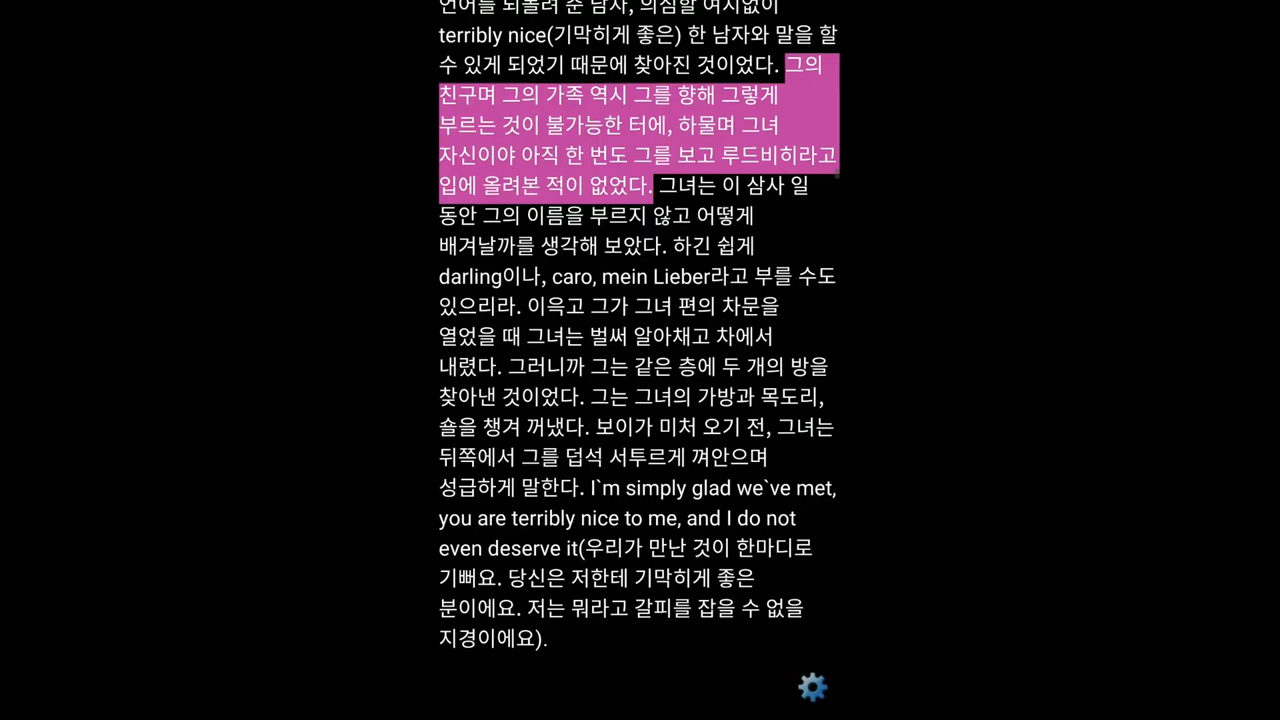 언어를 되돌려 준 남자, 의심할 여지없이
terribly nice(기막히게 좋은) 한 남자와 말을 할
수 있게 되었기 때문에 찾아진 것이었다. 그의
친구며 그의 가족 역시 그를 향해 그렇게
부르는 것이 불가능한 터에, 하물며 그녀
자신이야 아직 한 번도 그를 보고 루드비히라고
입에 올려본 적이 없었다. 그녀는 이 삼사 일
동안 그의 이름을 부르지 않고 어떻게
배겨날까를 생각해 보았다. 하긴 쉽게
darling이나, caro, mein Lieber라고 부를 수도
있으리라. 이윽고 그가 그녀 편의 차문을
열었을 때 그녀는 벌써 알아채고 차에서
내렸다. 그러니까 그는 같은 층에 두 개의 방을
찾아낸 것이었다. 그는 그녀의 가방과 목도리,
숄을 챙겨 꺼냈다. 보이가 미처 오기 전, 그녀는
뒤쪽에서 그를 덥석 서투르게 껴안으며
성급하게 말한다. I`m simply glad we`ve met,
you are terribly nice to me, and I do not
even deserve it(우리가 만난 것이 한마디로
기뻐요. 당신은 저한테 기막히게 좋은
분이에요. 저는 뭐라고 갈피를 잡을 수 없을
지경이에요).